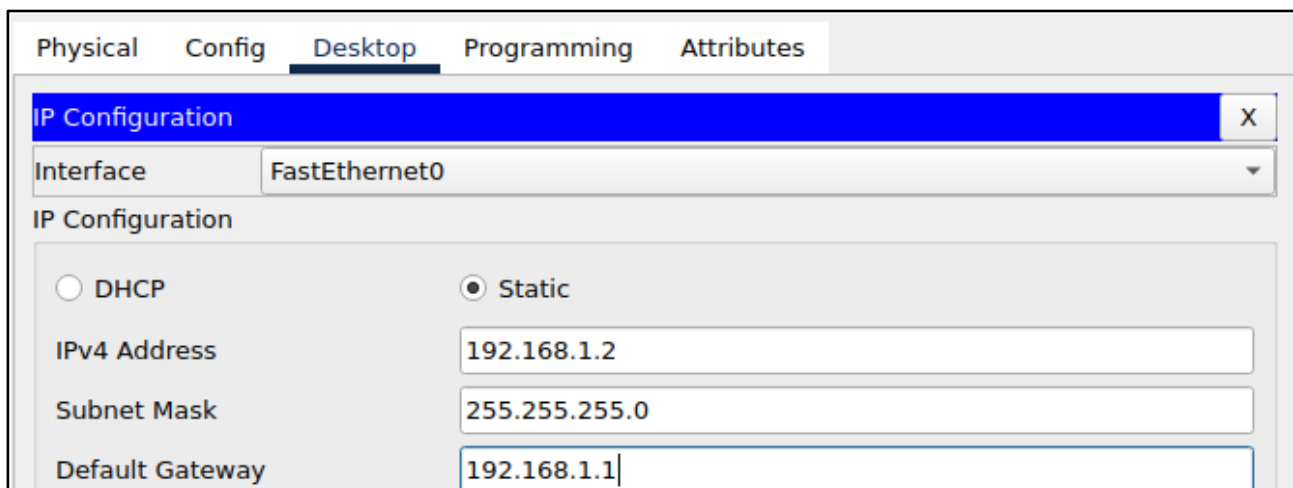 Physical Config Desktop Programming Attributes
IP Configuration X
Interface FastEthernet0
IP Configuration
DHCP Static
IPv4 Address 192.168.1.2
Subnet Mask 255.255.255.0
Default Gateway 192.168.1.1